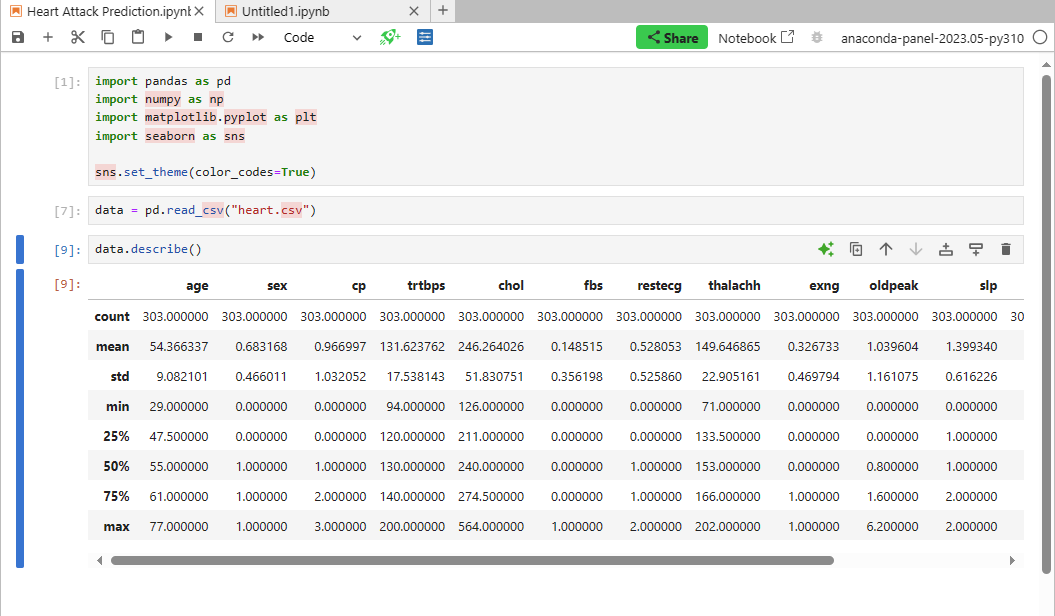 Heart Attack Prediction.ipynb Untitled1.ipynb
Code Share Notebook anaconda-panel-2023.05-py310
[1]: import pandas as pd
import numpy as np
import matplotlib.pyplot as plt
import seaborn as sns
sns.set_theme(color_codes=True)
[7]: data = pd.read_csv("heart.csv")
[9]: data.describe()
[9]: age sex cp trtbps chol fbs restecg thalachh exng oldpeak slp
count 303.000000 303.000000 303.000000 303.000000 303.000000 303.000000 303.000000 303.000000 303.000000 303.000000 303.000000 30
mean 54.366337 0.683168 0.966997 131.623762 246.264026 0.148515 0.528053 149.646865 0.326733 1.039604 1.399340
std 9.082101 0.466011 1.032052 17.538143 51.830751 0.356198 0.525860 22.905161 0.469794 1.161075 0.616226
min 29.000000 0.000000 0.000000 94.000000 126.000000 0.000000 0.000000 71.000000 0.000000 0.000000 0.000000
25% 47.500000 0.000000 0.000000 120.000000 211.000000 0.000000 0.000000 133.500000 0.000000 0.000000 1.000000
50% 55.000000 1.000000 1.000000 130.000000 240.000000 0.000000 1.000000 153.000000 0.000000 0.800000 1.000000
75% 61.000000 1.000000 2.000000 140.000000 274.500000 0.000000 1.000000 166.000000 1.000000 1.600000 2.000000
max 77.000000 1.000000 3.000000 200.000000 564.000000 1.000000 2.000000 202.000000 1.000000 6.200000 2.000000